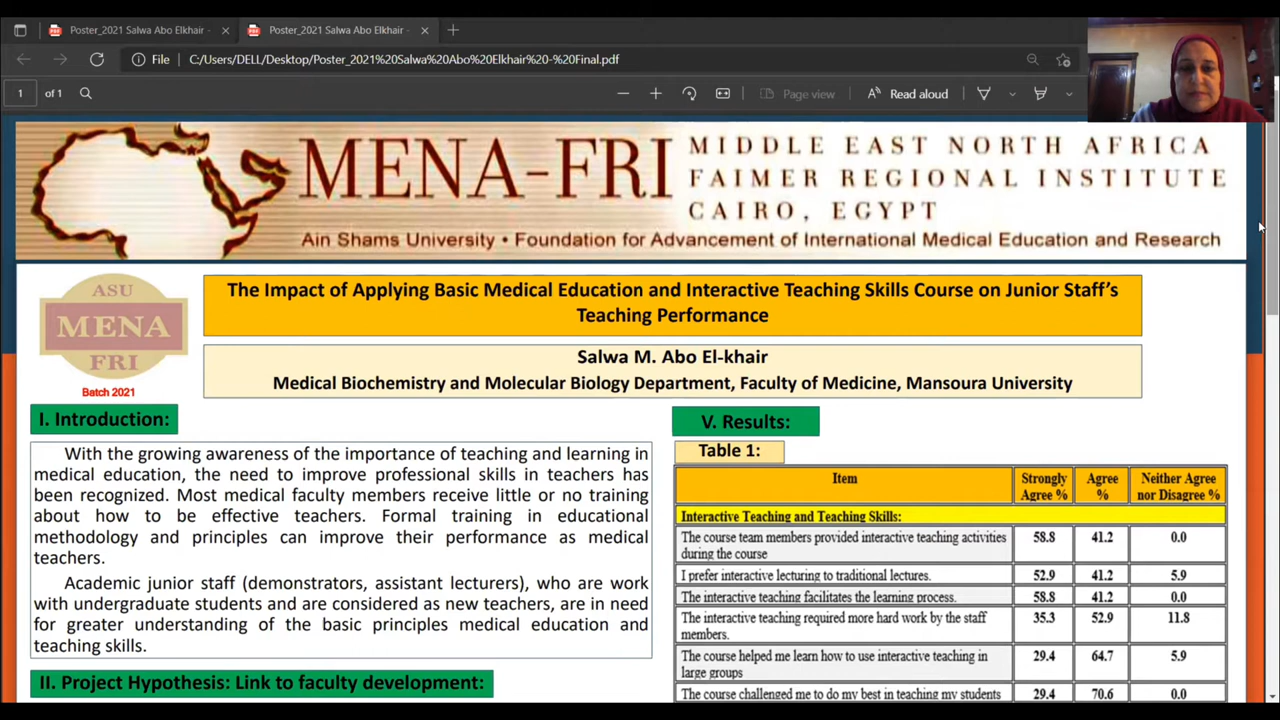 Poster_2021 Salwa Abo Elkhair -
Poster_2021 Salwa Abo Elkhair -
File
C:/Users/DELL/Desktop/Poster_2021%20Salwa%20Abo%20Elkhair%20-%20Final.pdf
1 of 1
Page view
Read aloud
MENA-FRI
MIDDLE EAST NORTH AFRICA
FAIMER REGIONAL INSTITUTE
CAIRO, EGYPT
Ain Shams University • Foundation for Advancement of International Medical Education and Research
ASU
MENA
FRI
Batch 2021
The Impact of Applying Basic Medical Education and Interactive Teaching Skills Course on Junior Staff's
Teaching Performance
Salwa M. Abo El-khair
Medical Biochemistry and Molecular Biology Department, Faculty of Medicine, Mansoura University
I. Introduction:
With the growing awareness of the importance of teaching and learning in
medical education, the need to improve professional skills in teachers has
been recognized. Most medical faculty members receive little or no training
about how to be effective teachers. Formal training in educational
methodology and principles can improve their performance as medical
teachers.
Academic junior staff (demonstrators, assistant lecturers), who are work
with undergraduate students and are considered as new teachers, are in need
for greater understanding of the basic principles medical education and
teaching skills.
II. Project Hypothesis: Link to faculty development:
V. Results:
Table 1:
Item Strongly Agree % Agree % Neither Agree nor Disagree %
Interactive Teaching and Teaching Skills:
The course team members provided interactive teaching activities
during the course 58.8 41.2 0.0
I prefer interactive lecturing to traditional lectures. 52.9 41.2 5.9
The interactive teaching facilitates the learning process. 58.8 41.2 0.0
The interactive teaching required more hard work by the staff
members. 35.3 52.9 11.8
The course helped me learn how to use interactive teaching in
large groups 29.4 64.7 5.9
The course challenged me to do my best in teaching my students 29.4 70.6 0.0